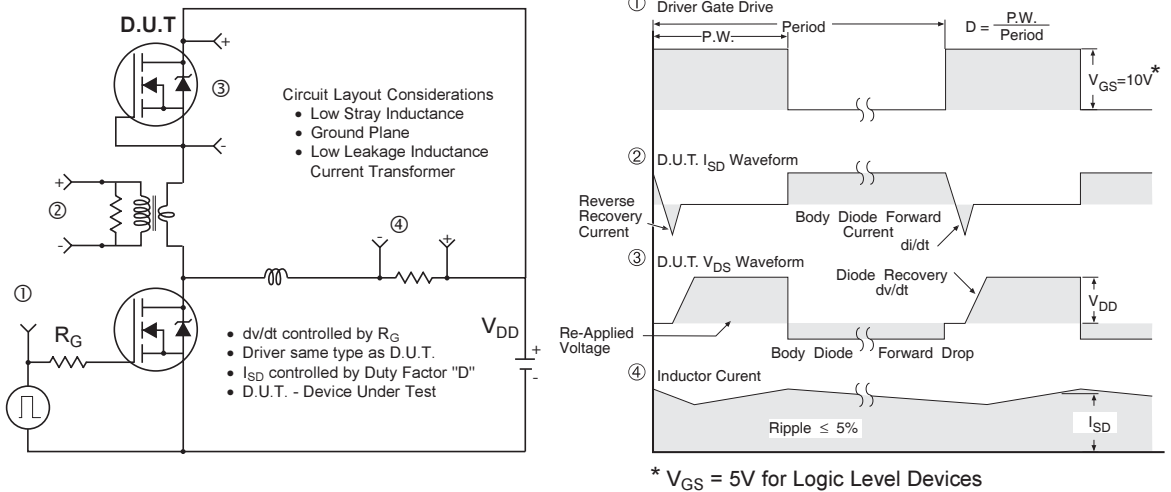 D.U.T
+
③
-
Circuit Layout Considerations
• Low Stray Inductance
• Ground Plane
• Low Leakage Inductance
Current Transformer
+
②
-
④
-
+
①
R_G
V_DD
+
-
• dv/dt controlled by R_G
• Driver same type as D.U.T.
• I_SD controlled by Duty Factor "D"
• D.U.T. - Device Under Test
① Driver Gate Drive
P.W.
Period
D = P.W. / Period
V_GS=10V *
② D.U.T. I_SD Waveform
Reverse
Recovery
Current
Body Diode Forward
Current
di/dt
③ D.U.T. V_DS Waveform
Diode Recovery
dv/dt
V_DD
Re-Applied
Voltage
Body Diode Forward Drop
④ Inductor Curent
Ripple ≤ 5%
I_SD
* V_GS = 5V for Logic Level Devices